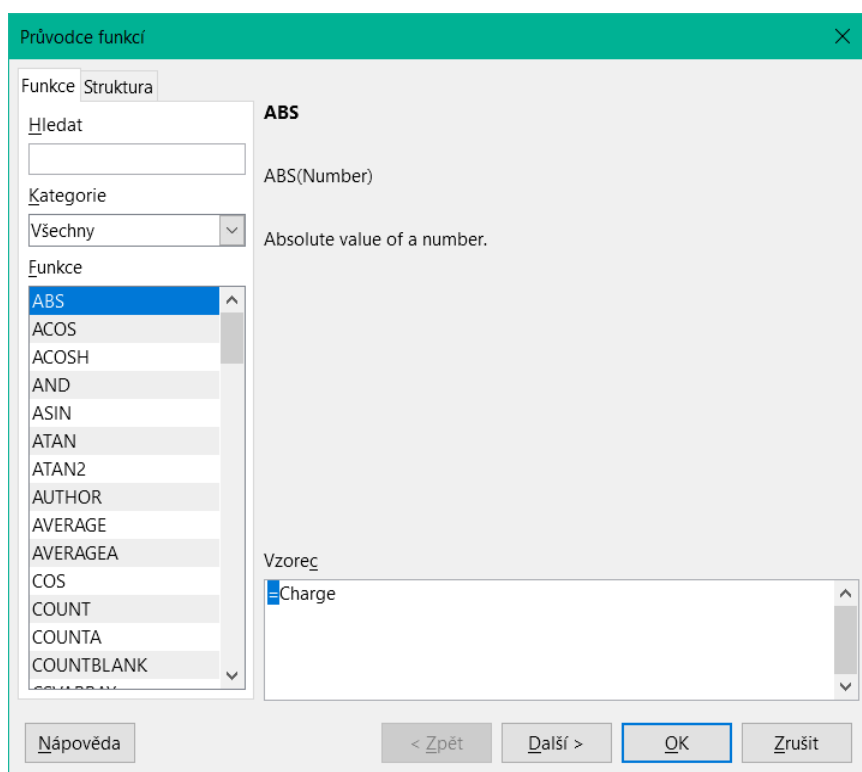 Průvodce funkcí
Funkce Struktura
Hledat
Kategorie
Všechny
Funkce
ABS
ACOS
ACOSH
AND
ASIN
ATAN
ATAN2
AUTHOR
AVERAGE
AVERAGEA
COS
COUNT
COUNTA
COUNTBLANK
ABS
ABS(Number)
Absolute value of a number.
Vzorec
=Charge
Nápověda
< Zpět
Další >
OK
Zrušit